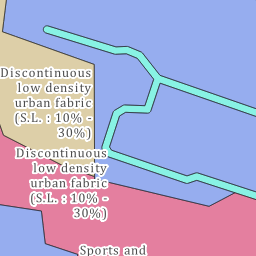 Discontinuous
low density
urban fabric
(S.L. : 10% -
30%)
Discontinuous
low density
urban fabric
(S.L. : 10% -
30%)
Sports and